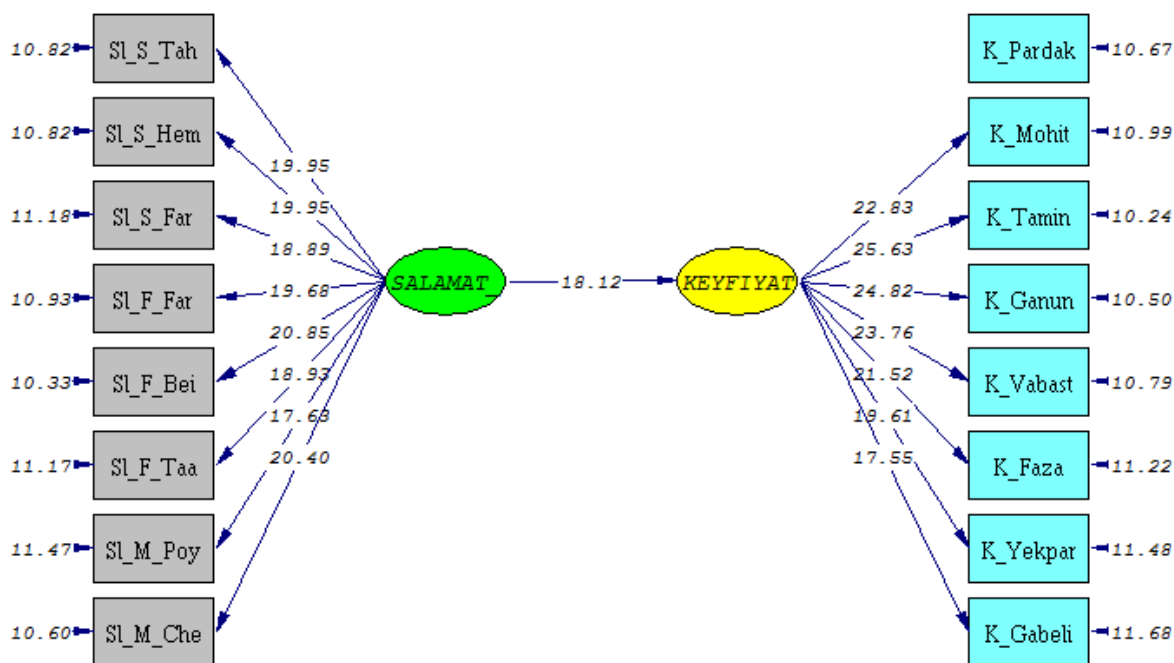 10.82 Sl_S_Tah
10.82 Sl_S_Hem
11.18 Sl_S_Far
10.93 Sl_F_Far
10.33 Sl_F_Bei
11.17 Sl_F_Taa
11.47 Sl_M_Poy
10.60 Sl_M_Che
19.95
19.95
18.89
19.68
20.85
18.93
17.63
20.40
SALAMAT_
18.12
KEYFIYAT
22.83
25.63
24.82
23.76
21.52
19.61
17.55
K_Pardak 10.67
K_Mohit 10.99
K_Tamin 10.24
K_Ganun 10.50
K_Vabast 10.79
K_Faza 11.22
K_Yekpar 11.48
K_Gabeli 11.68